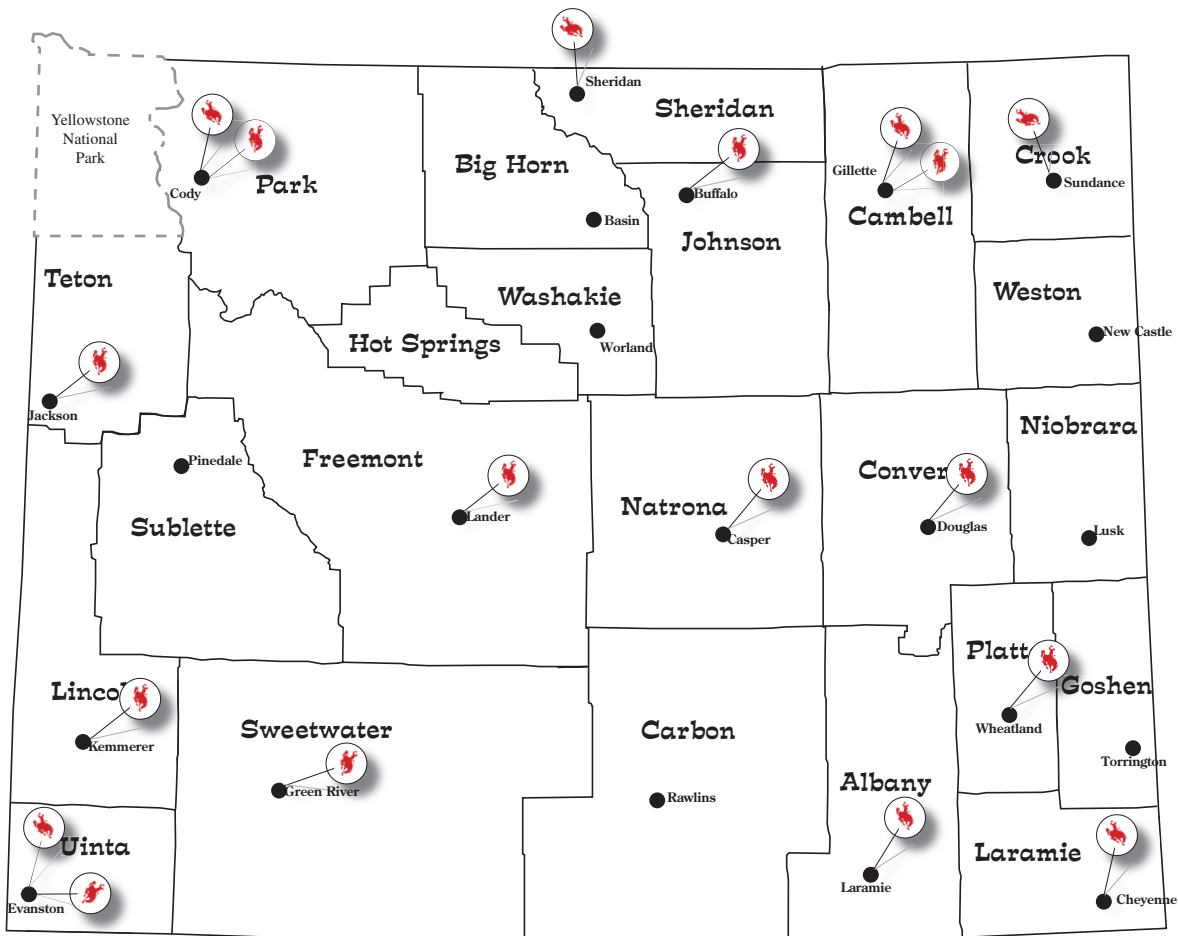 Sheridan
Sheridan
Yellowstone
National
Park
Big Horn
Crook
Gillette
Sundance
Cody
Park
Buffalo
Basin
Cambell
Johnson
Teton
Washakie
Weston
Worland
Hot Springs
New Castle
Jackson
Niobrara
Pinedale
Freemont
Conver
Natrona
Lander
Sublette
Douglas
Casper
Lusk
Platt
Goshen
Lincol
Wheatland
Sweetwater
Carbon
Kemmerer
Torrington
Green River
Albany
Rawlins
Uinta
Laramie
Laramie
Evanston
Cheyenne